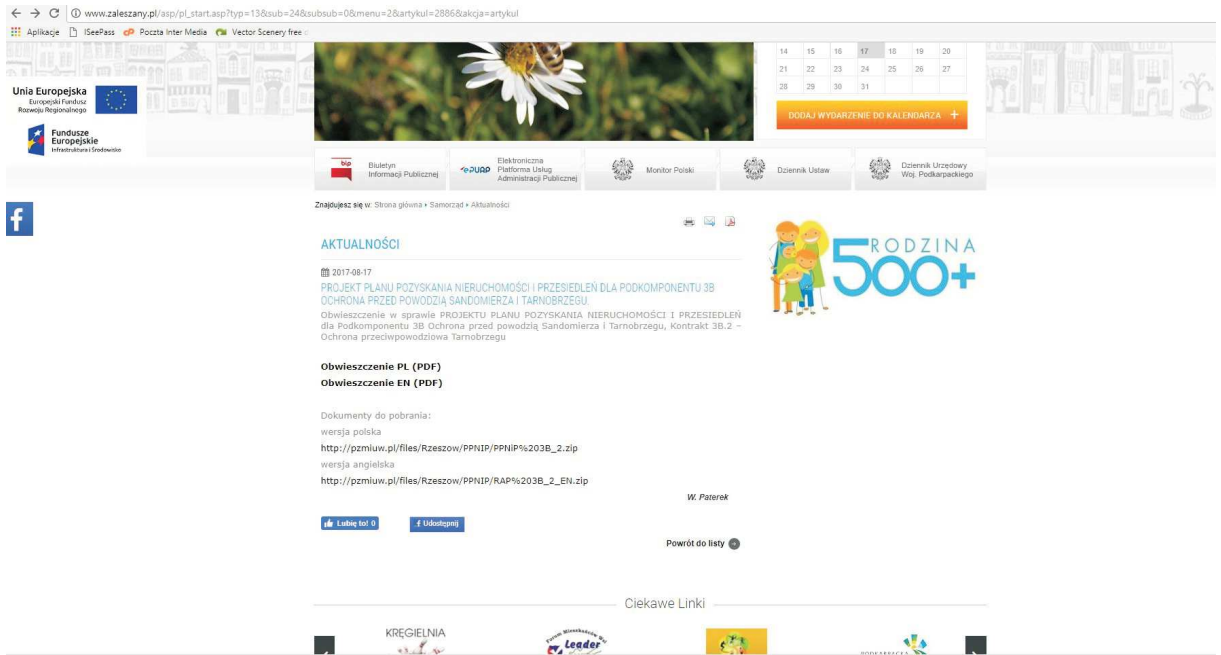 www.zaleszany.pl/asp/pl_start.asp?typ=13&sub=24&subsub=0&menu=2&artykul=2886&akcja=artykul
Aplikacje ISeePass Poczta Inter Media Vector Scenery free
Unia Europejska
Europejski Fundusz
Rozwoju Regionalnego
Fundusze
Europejskie
Infrastruktura i Środowisko
14 15 16 17 18 19 20
21 22 23 24 25 26 27
28 29 30 31
DODAJ WYDARZENIE DO KALENDARZA +
bip
Biuletyn
Informacji Publicznej
ePUAP
Elektroniczna
Platforma Usług
Administracji Publicznej
Monitor Polski
Dziennik Ustaw
Dziennik Urzędowy
Woj. Podkarpackiego
Znajdujesz się w: Strona główna • Samorząd • Aktualności
AKTUALNOŚCI
2017-08-17
PROJEKT PLANU POZYSKANIA NIERUCHOMOŚCI I PRZESIEDLEŃ DLA PODKOMPONENTU 3B
OCHRONA PRZED POWODZIĄ SANDOMIERZA I TARNOBRZEGU.
Obwieszczenie w sprawie PROJEKTU PLANU POZYSKANIA NIERUCHOMOŚCI I PRZESIEDLEŃ
dla Podkomponentu 3B Ochrona przed powodzią Sandomierza i Tarnobrzegu, Kontrakt 3B.2 –
Ochrona przeciwpowodziowa Tarnobrzegu
Obwieszczenie PL (PDF)
Obwieszczenie EN (PDF)
Dokumenty do pobrania:
wersja polska
http://pzmiuw.pl/files/Rzeszow/PPNIP/PPNiP%203B_2.zip
wersja angielska
http://pzmiuw.pl/files/Rzeszow/PPNIP/RAP%203B_2_EN.zip
W. Paterek
Lubię to! 0
f Udostępnij
Powrót do listy
RODZINA
500+
Ciekawe Linki
KRĘGIELNIA
Leader